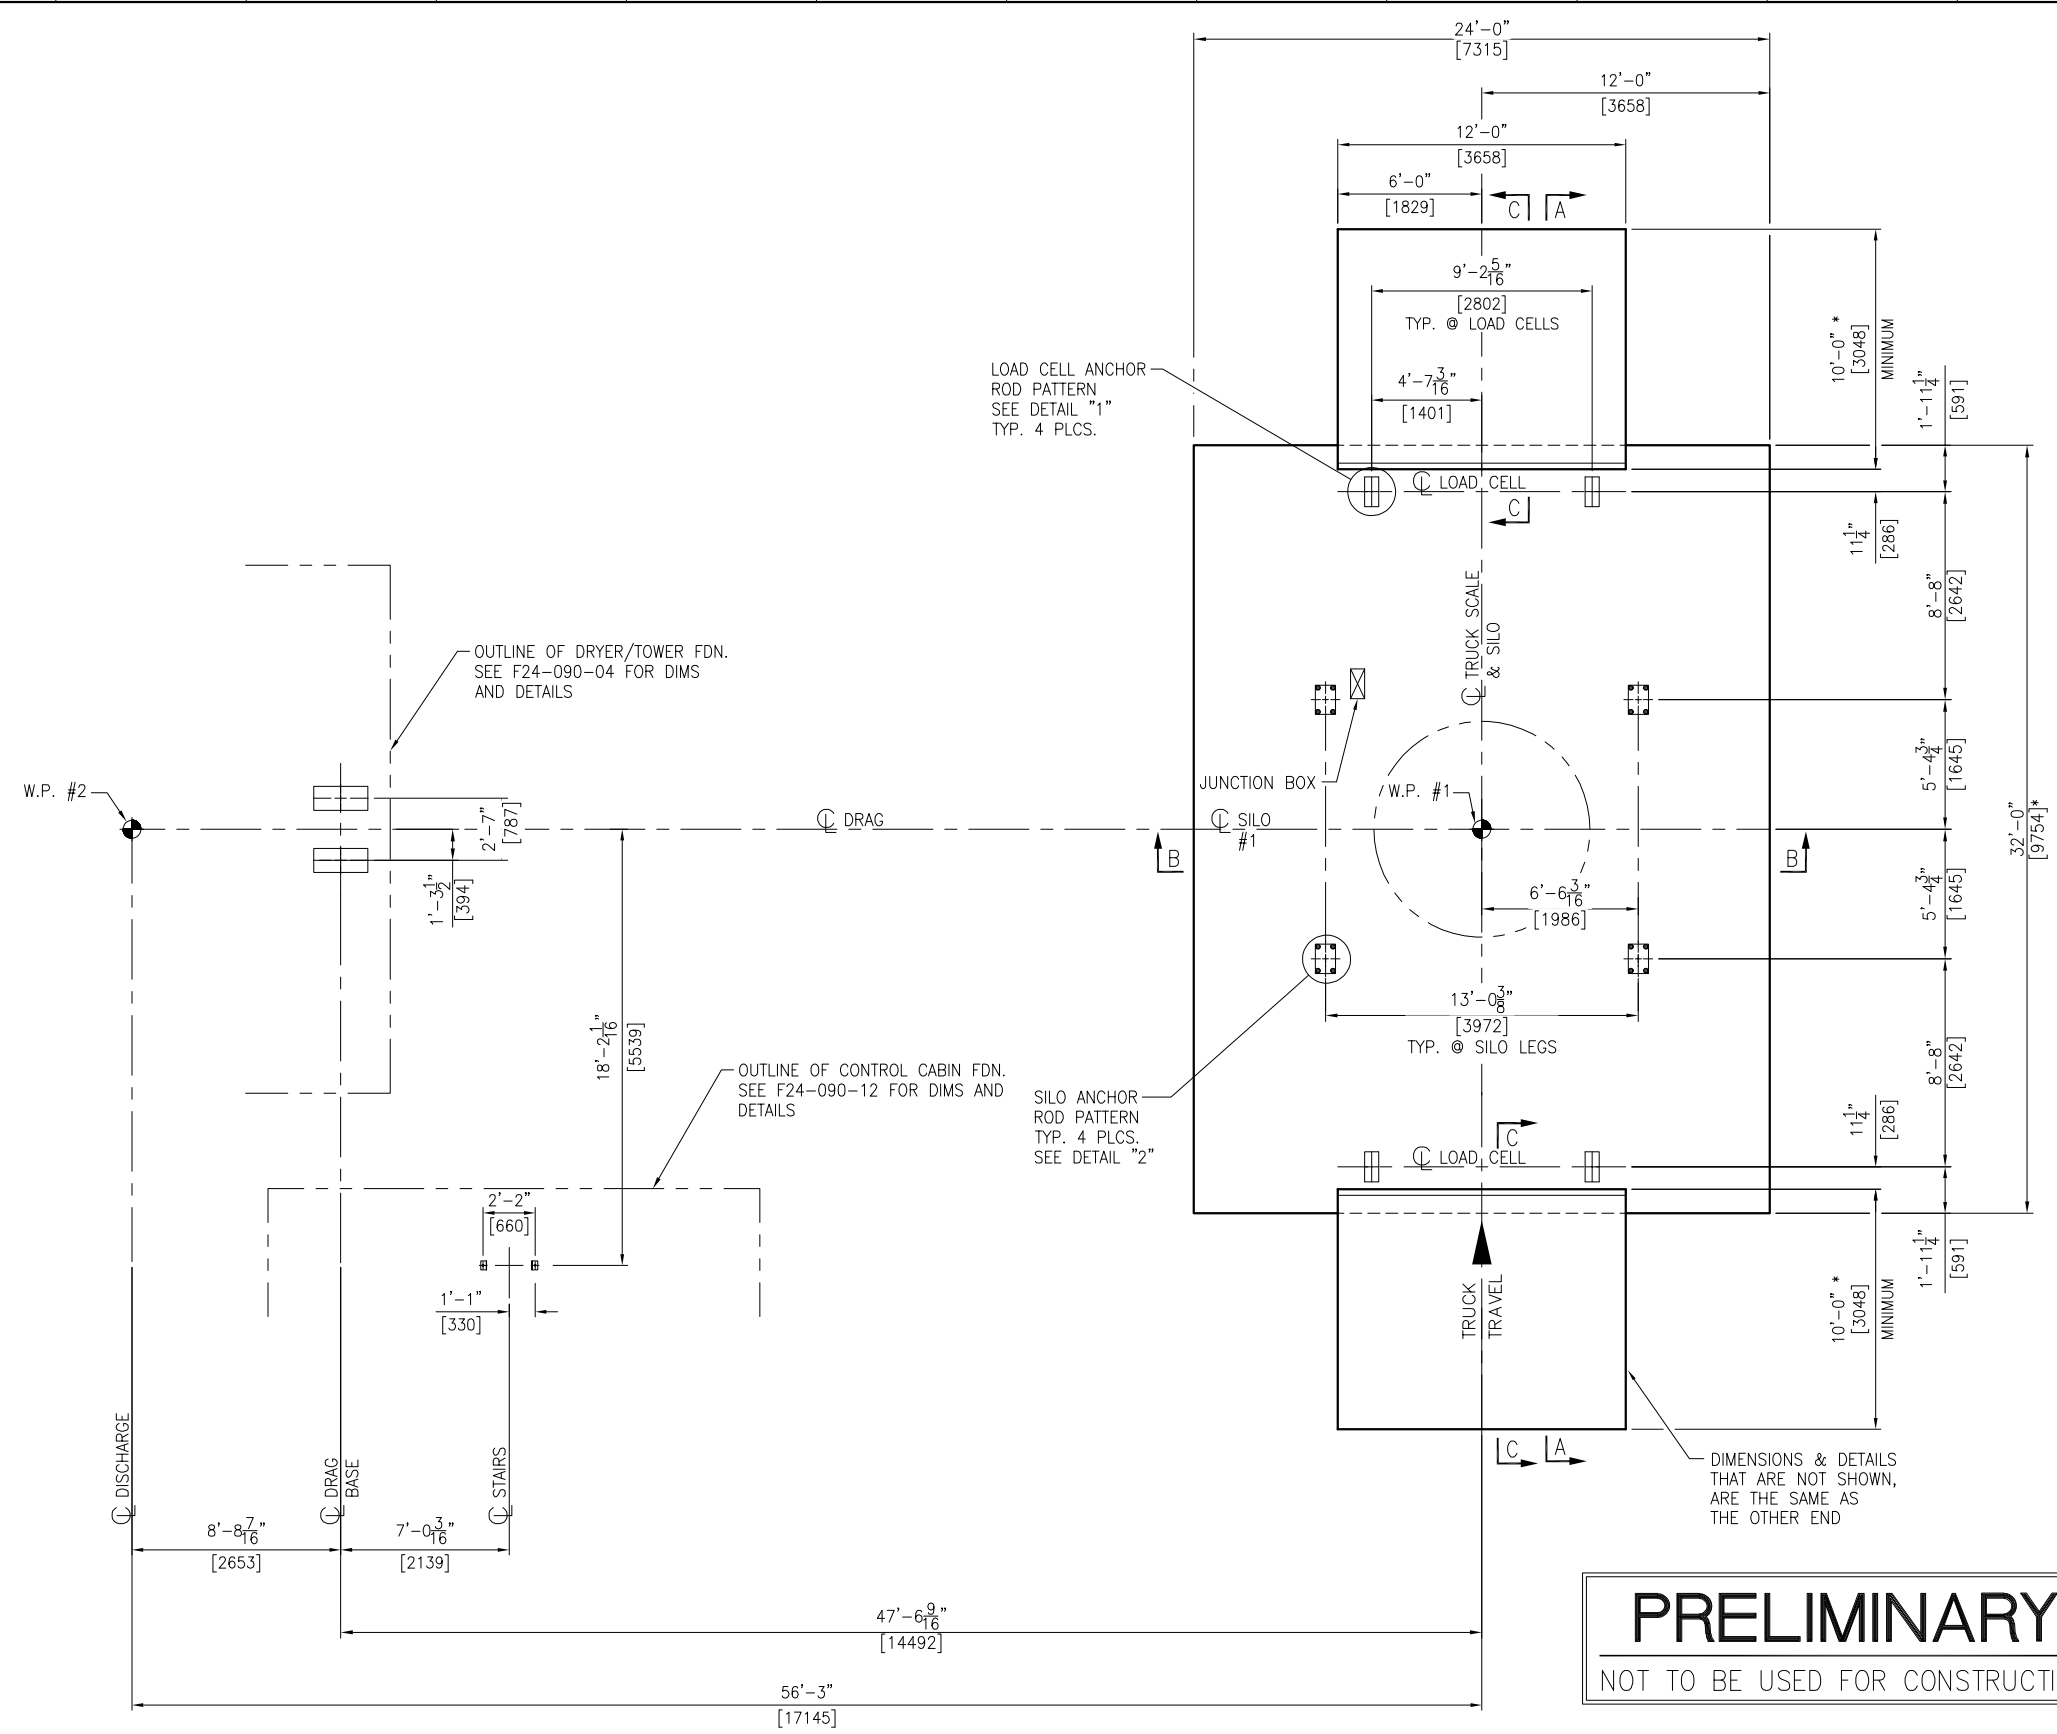 24'-0"
[7315]
12'-0"
[3658]
12'-0"
[3658]
6'-0"
[1829]
C
A
9'-2 5/16"
[2802]
TYP. @ LOAD CELLS
4'-7 3/16"
[1401]
10'-0" *
[3048]
MINIMUM
1'-11 1/4"
[591]
LOAD CELL ANCHOR
ROD PATTERN
SEE DETAIL "1"
TYP. 4 PLCS.
℄ LOAD CELL
C
11 1/4"
[286]
8'-8"
[2642]
℄ TRUCK SCALE
& SILO
OUTLINE OF DRYER/TOWER FDN.
SEE F24-090-04 FOR DIMS
AND DETAILS
JUNCTION BOX
W.P. #2
W.P. #1
2'-7"
[787]
1'-3 1/2"
[394]
℄ DRAG
℄ SILO
#1
B
B
5'-4 3/4"
[1645]
32'-0"
[9754]*
5'-4 3/4"
[1645]
6'-6 3/16"
[1986]
13'-0 3/8"
[3972]
TYP. @ SILO LEGS
18'-2 1/16"
[5539]
OUTLINE OF CONTROL CABIN FDN.
SEE F24-090-12 FOR DIMS AND
DETAILS
SILO ANCHOR
ROD PATTERN
TYP. 4 PLCS.
SEE DETAIL "2"
C
℄ LOAD CELL
8'-8"
[2642]
11 1/4"
[286]
1'-11 1/4"
[591]
2'-2"
[660]
1'-1"
[330]
TRUCK
TRAVEL
10'-0" *
[3048]
MINIMUM
C
A
DIMENSIONS & DETAILS
THAT ARE NOT SHOWN,
ARE THE SAME AS
THE OTHER END
℄ DISCHARGE
℄ DRAG
BASE
℄ STAIRS
8'-8 7/16"
[2653]
7'-0 3/16"
[2139]
47'-6 9/16"
[14492]
56'-3"
[17145]
PRELIMINARY
NOT TO BE USED FOR CONSTRUCTI